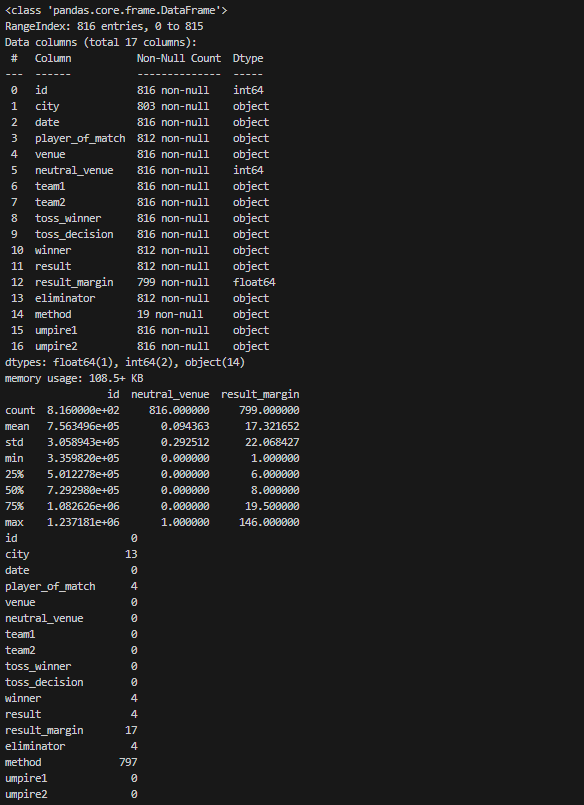 <class 'pandas.core.frame.DataFrame'>
RangeIndex: 816 entries, 0 to 815
Data columns (total 17 columns):
 #   Column           Non-Null Count  Dtype
---  ------           --------------  -----
 0   id               816 non-null    int64
 1   city             803 non-null    object
 2   date             816 non-null    object
 3   player_of_match  812 non-null    object
 4   venue            816 non-null    object
 5   neutral_venue    816 non-null    int64
 6   team1            816 non-null    object
 7   team2            816 non-null    object
 8   toss_winner      816 non-null    object
 9   toss_decision    816 non-null    object
 10  winner           812 non-null    object
 11  result           812 non-null    object
 12  result_margin    799 non-null    float64
 13  eliminator       812 non-null    object
 14  method           19 non-null     object
 15  umpire1          816 non-null    object
 16  umpire2          816 non-null    object
dtypes: float64(1), int64(2), object(14)
memory usage: 108.5+ KB
                 id  neutral_venue  result_margin
count  8.160000e+02     816.000000     799.000000
mean   7.563496e+05       0.094363      17.321652
std    3.058943e+05       0.292512      22.068427
min    3.359820e+05       0.000000       1.000000
25%    5.012278e+05       0.000000       6.000000
50%    7.292980e+05       0.000000       8.000000
75%    1.082626e+06       0.000000      19.500000
max    1.237181e+06       1.000000     146.000000
id                   0
city                13
date                 0
player_of_match      4
venue                0
neutral_venue        0
team1                0
team2                0
toss_winner          0
toss_decision        0
winner               4
result               4
result_margin       17
eliminator           4
method             797
umpire1              0
umpire2              0